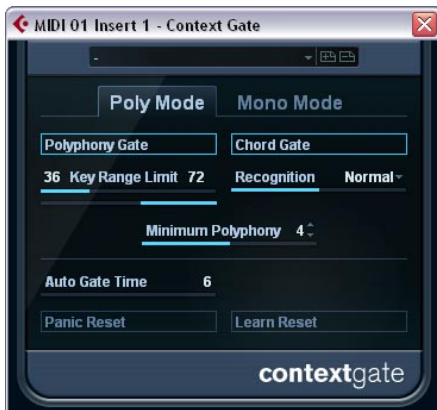 MIDI 01 Insert 1 - Context Gate
-
Poly Mode Mono Mode
Polyphony Gate Chord Gate
36 Key Range Limit 72 Recognition Normal
Minimum Polyphony 4
Auto Gate Time 6
Panic Reset Learn Reset
contextgate